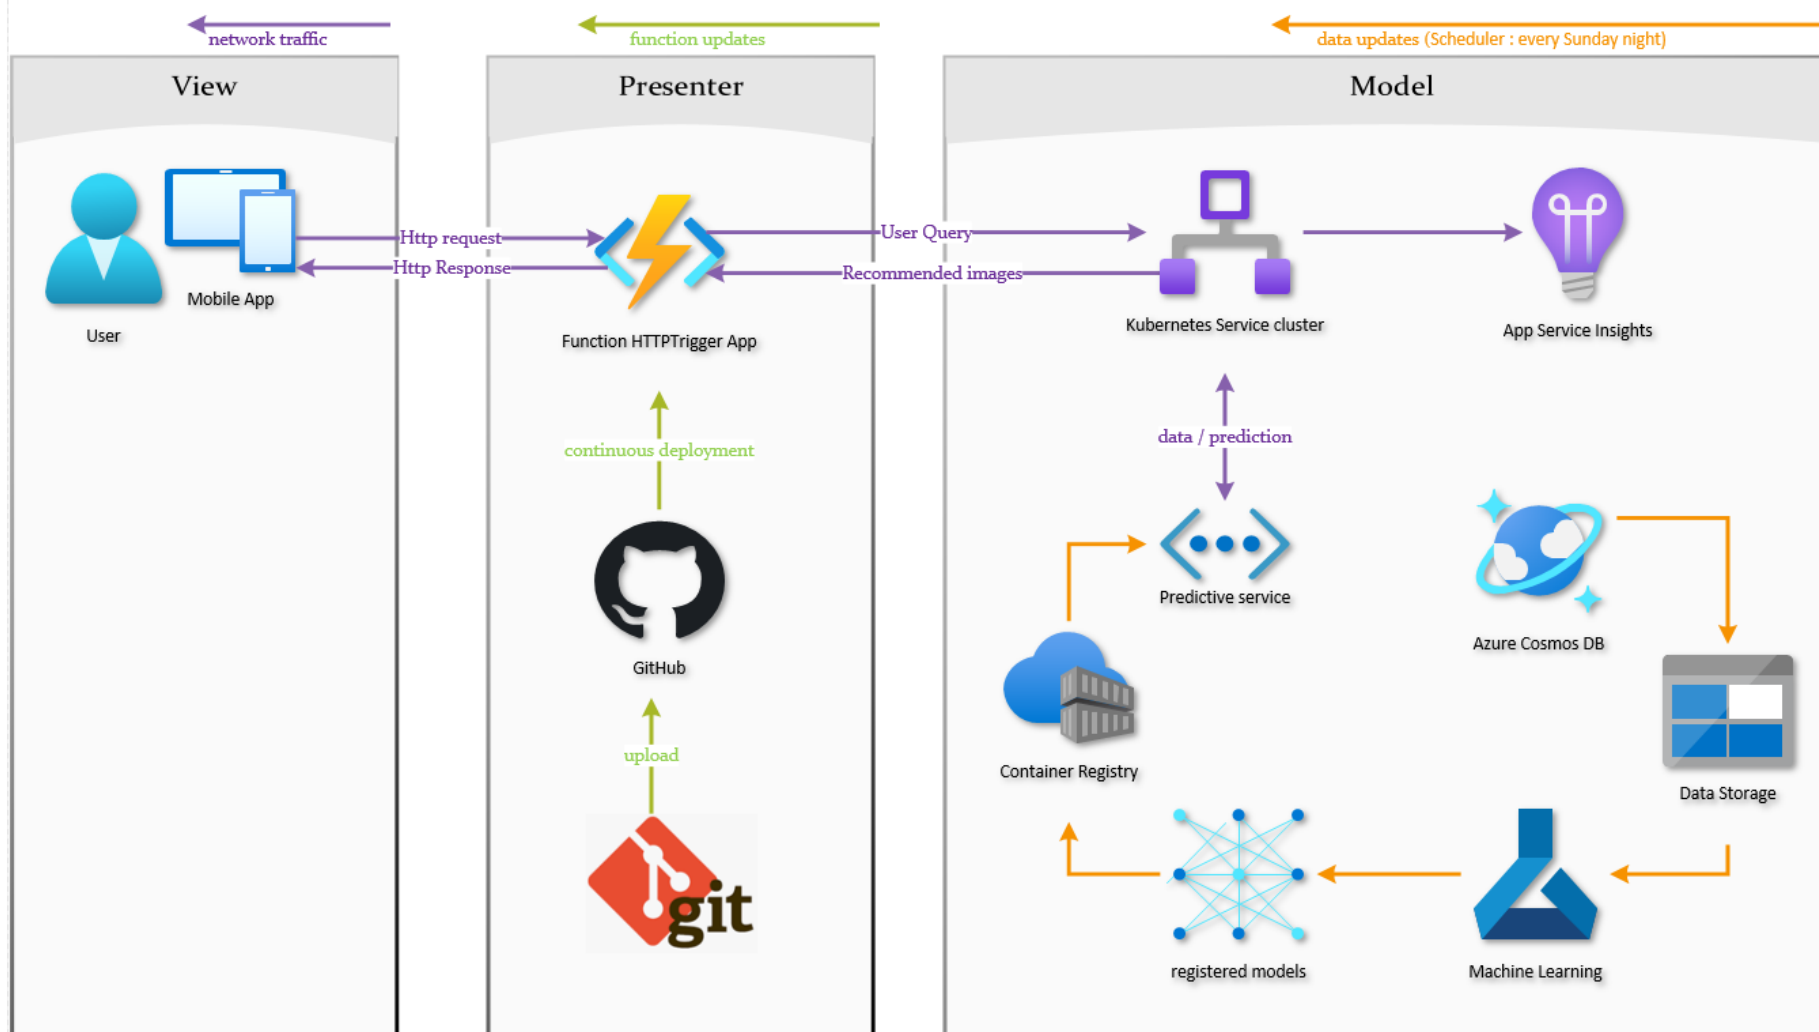 network traffic
function updates
data updates (Scheduler : every Sunday night)
View
Presenter
Model
Http request
User Query
Http Response
Recommended images
Mobile App
User
Function HTTPTrigger App
Kubernetes Service cluster
App Service Insights
continuous deployment
data / prediction
Predictive service
Azure Cosmos DB
GitHub
upload
Container Registry
Data Storage
git
registered models
Machine Learning